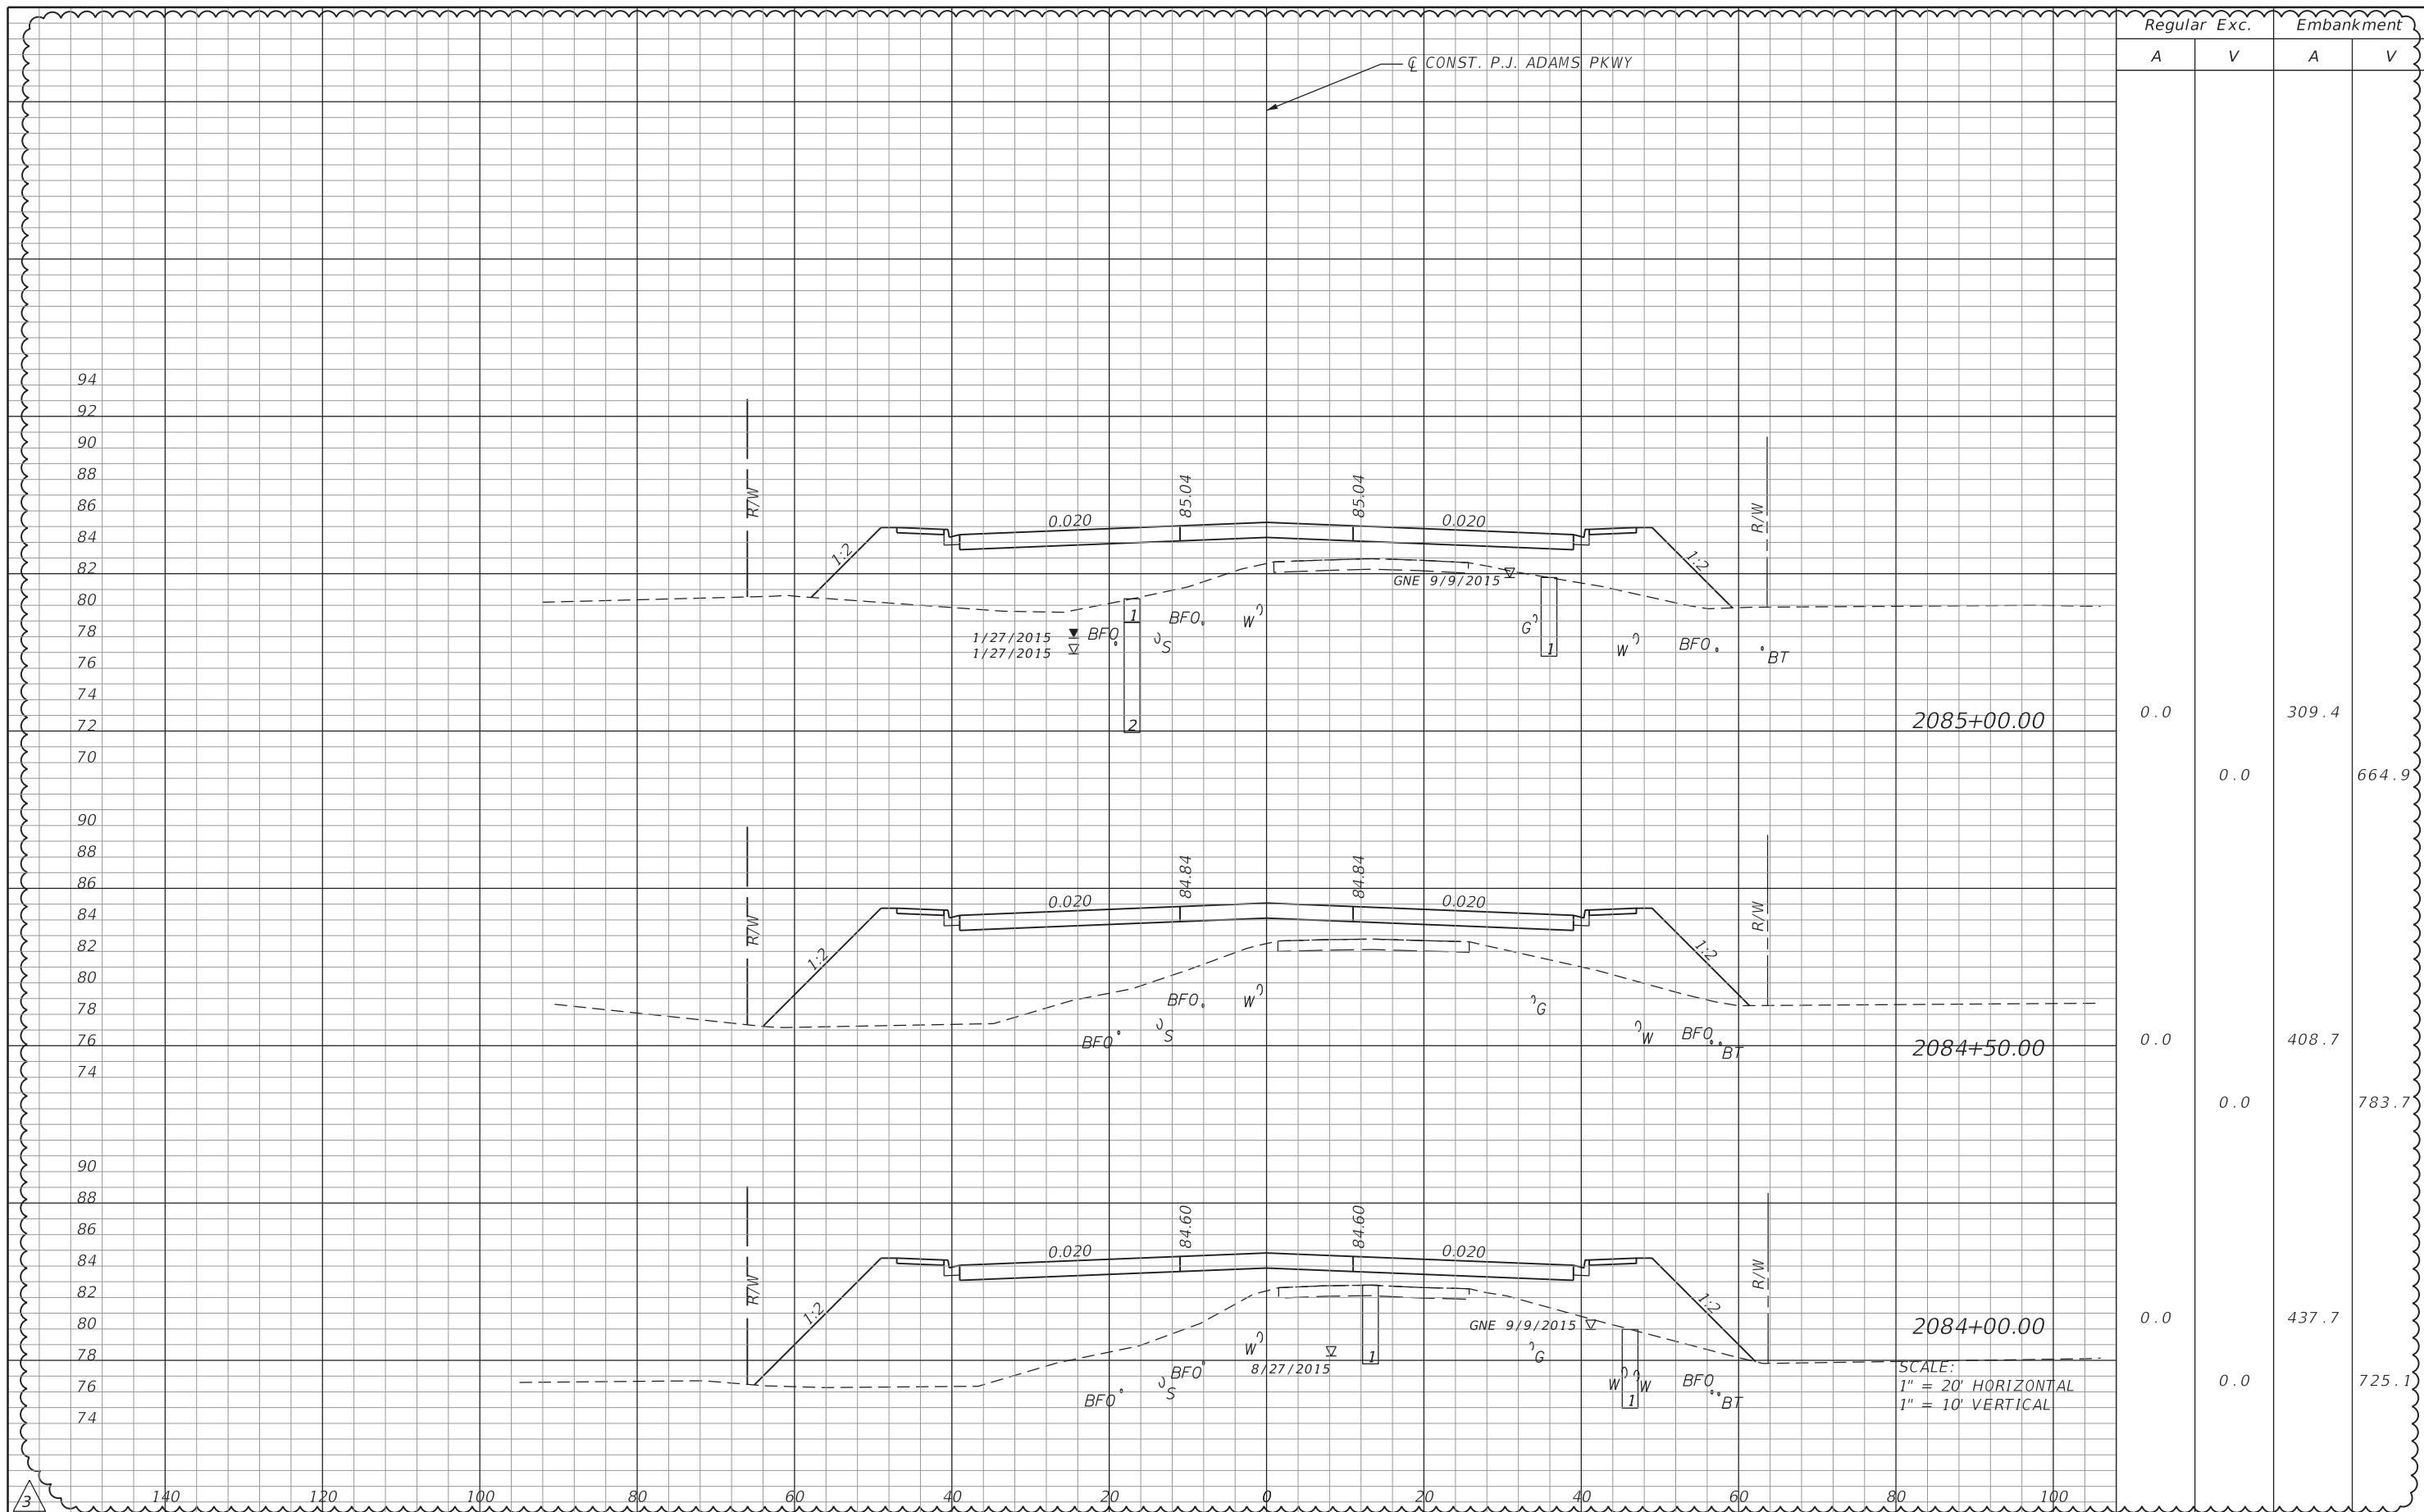 Regular Exc. Embankment
A V A V
℄ CONST. P.J. ADAMS PKWY
94
92
90
88
86
84
82
80
78
76
74
72
70
R/W 85.04 85.04 R/W
1:2 0.020 0.020 1:2
GNE 9/9/2015
1 BFO W G
1/27/2015 BFO S W BFO BT
1/27/2015 1
2
2085+00.00 0.0 309.4
0.0 664.9
90
88
86
84
82
80
78
76
74
R/W 84.84 84.84 R/W
1:2 0.020 0.020 1:2
BFO W G
BFO S W BFO BT
2084+50.00 0.0 408.7
0.0 783.7
90
88
86
84
82
80
78
76
74
R/W 84.60 84.60 R/W
1:2 0.020 0.020 1:2
GNE 9/9/2015
2084+00.00 0.0 437.7
W 1 G
BFO 8/27/2015
BFO S W W BFO BT
1
SCALE:
1" = 20' HORIZONTAL
1" = 10' VERTICAL
0.0 725.1
3 140 120 100 80 60 40 20 0 20 40 60 80 100